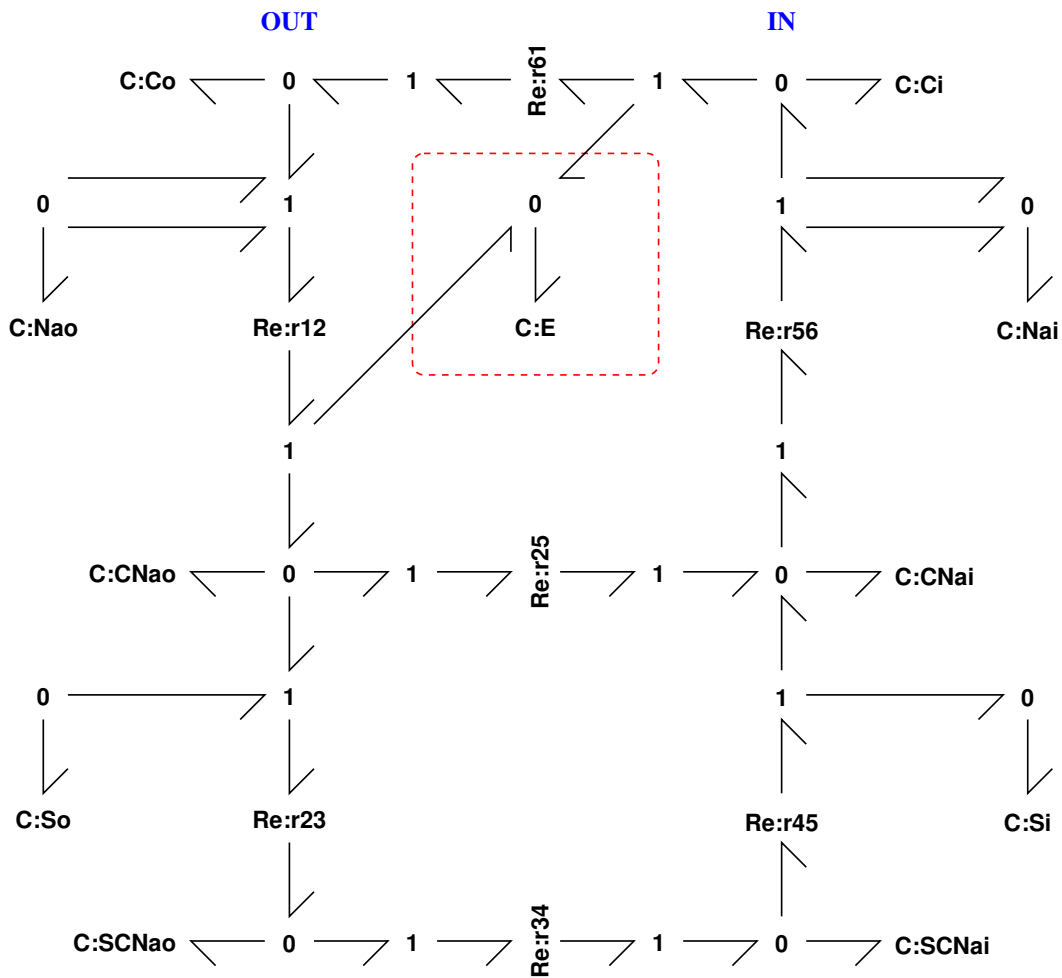 OUT IN
C:Co 0 1 Re:r61 1 0 C:Ci
0 1 0 1 0
C:Nao Re:r12 C:E Re:r56 C:Nai
1 1
C:CNao 0 1 Re:r25 1 0 C:CNai
0 1 1 0
C:So Re:r23 Re:r45 C:Si
C:SCNao 0 1 Re:r34 1 0 C:SCNai